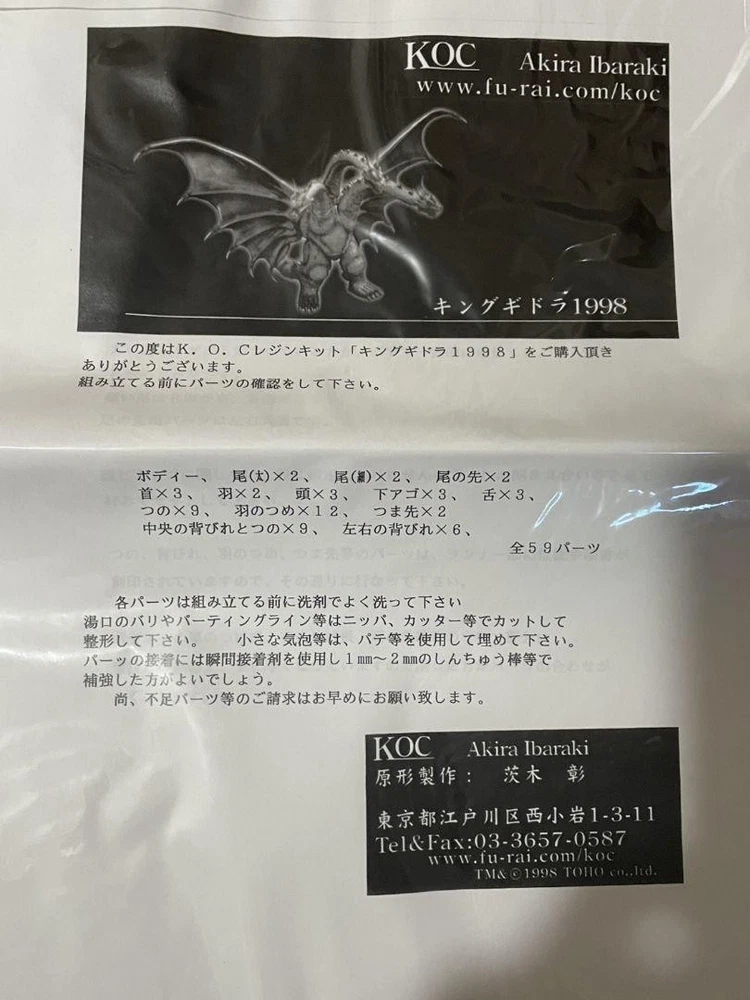 KOC Akira Ibaraki
www.fu-rai.com/koc
キングギドラ1998
この度はK.O.Cレジンキット「キングギドラ1998」をご購入頂き
ありがとうございます。
組み立てる前にパーツの確認をして下さい。
ボディー、 尾(太)×2、 尾(細)×2、 尾の先×2
首×3、 羽×2、 頭×3、 下アゴ×3、 舌×3、
つの×9、 羽のつめ×12、 つま先×2
中央の背びれとつの×9、 左右の背びれ×6、
全59パーツ
各パーツは組み立てる前に洗剤でよく洗って下さい
湯口のバリやパーティングライン等はニッパ、カッター等でカットして
整形して下さい。 小さな気泡等は、パテ等を使用して埋めて下さい。
パーツの接着には瞬間接着剤を使用し1㎜～2㎜のしんちゅう棒等で
補強した方がよいでしょう。
尚、不足パーツ等のご請求はお早めにお願い致します。
KOC Akira Ibaraki
原形製作: 茨木 彰
東京都江戸川区西小岩1-3-11
Tel&Fax:03-3657-0587
www.fu-rai.com/koc
TM&©1998 TOHO co.,ltd.